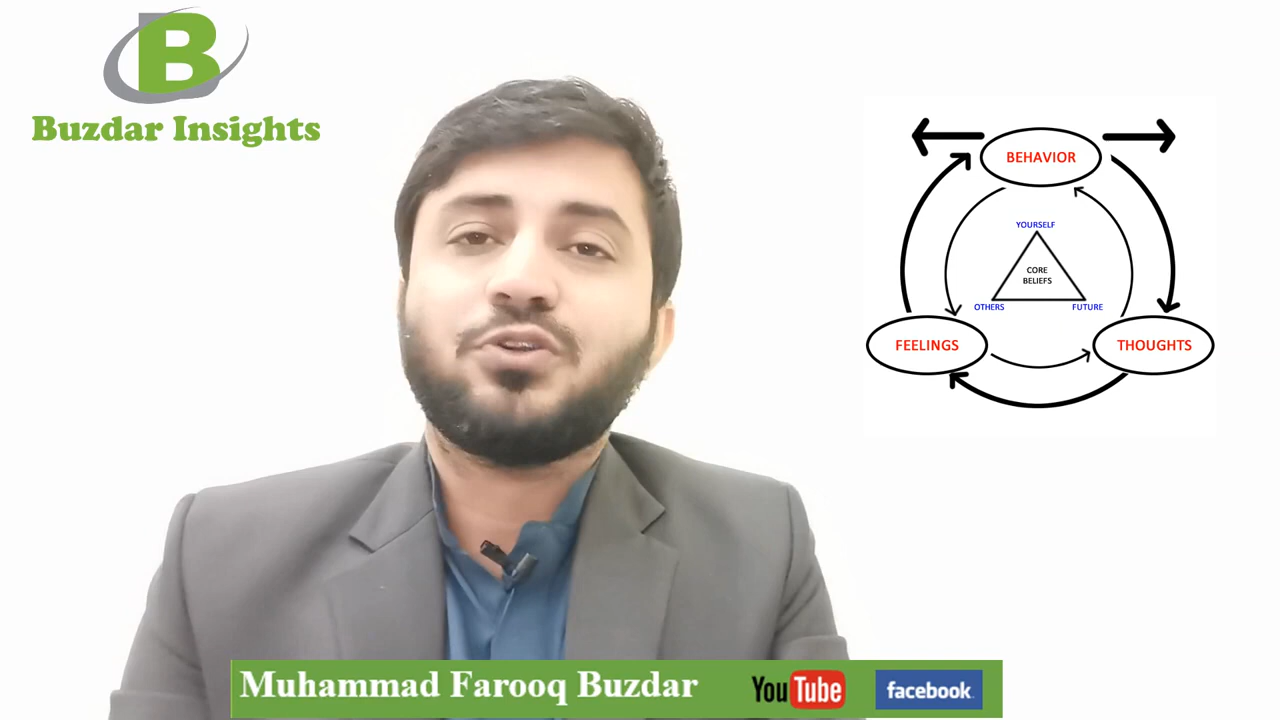 B
Buzdar Insights
BEHAVIOR
YOURSELF
CORE
BELIEFS
OTHERS
FUTURE
FEELINGS
THOUGHTS
Muhammad Farooq Buzdar
YouTube
facebook